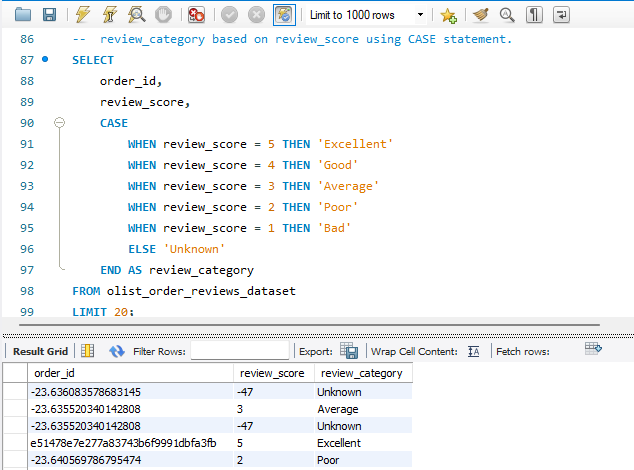 Limit to 1000 rows
86 -- review_category based on review_score using CASE statement.
87 SELECT
88 order_id,
89 review_score,
90 CASE
91 WHEN review_score = 5 THEN 'Excellent'
92 WHEN review_score = 4 THEN 'Good'
93 WHEN review_score = 3 THEN 'Average'
94 WHEN review_score = 2 THEN 'Poor'
95 WHEN review_score = 1 THEN 'Bad'
96 ELSE 'Unknown'
97 END AS review_category
98 FROM olist_order_reviews_dataset
99 LIMIT 20;
Result Grid Filter Rows: Export: Wrap Cell Content: Fetch rows:
order_id review_score review_category
-23.636083578683145 -47 Unknown
-23.635520340142808 3 Average
-23.635520340142808 -47 Unknown
e51478e7e277a83743b6f9991dbfa3fb 5 Excellent
-23.640569786795474 2 Poor